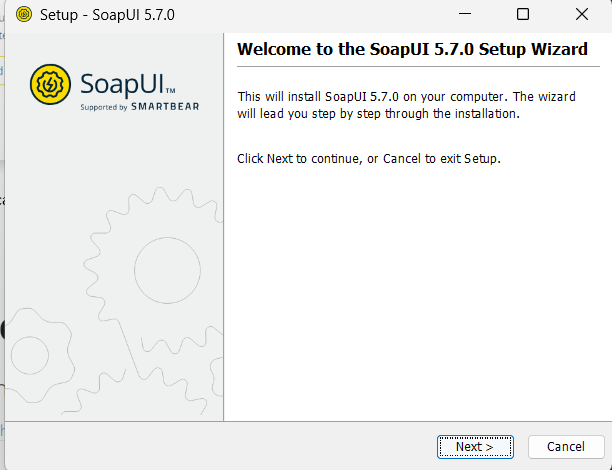 Setup - SoapUI 5.7.0
SoapUI™
Supported by SMARTBEAR
Welcome to the SoapUI 5.7.0 Setup Wizard
This will install SoapUI 5.7.0 on your computer. The wizard
will lead you step by step through the installation.
Click Next to continue, or Cancel to exit Setup.
Next >
Cancel